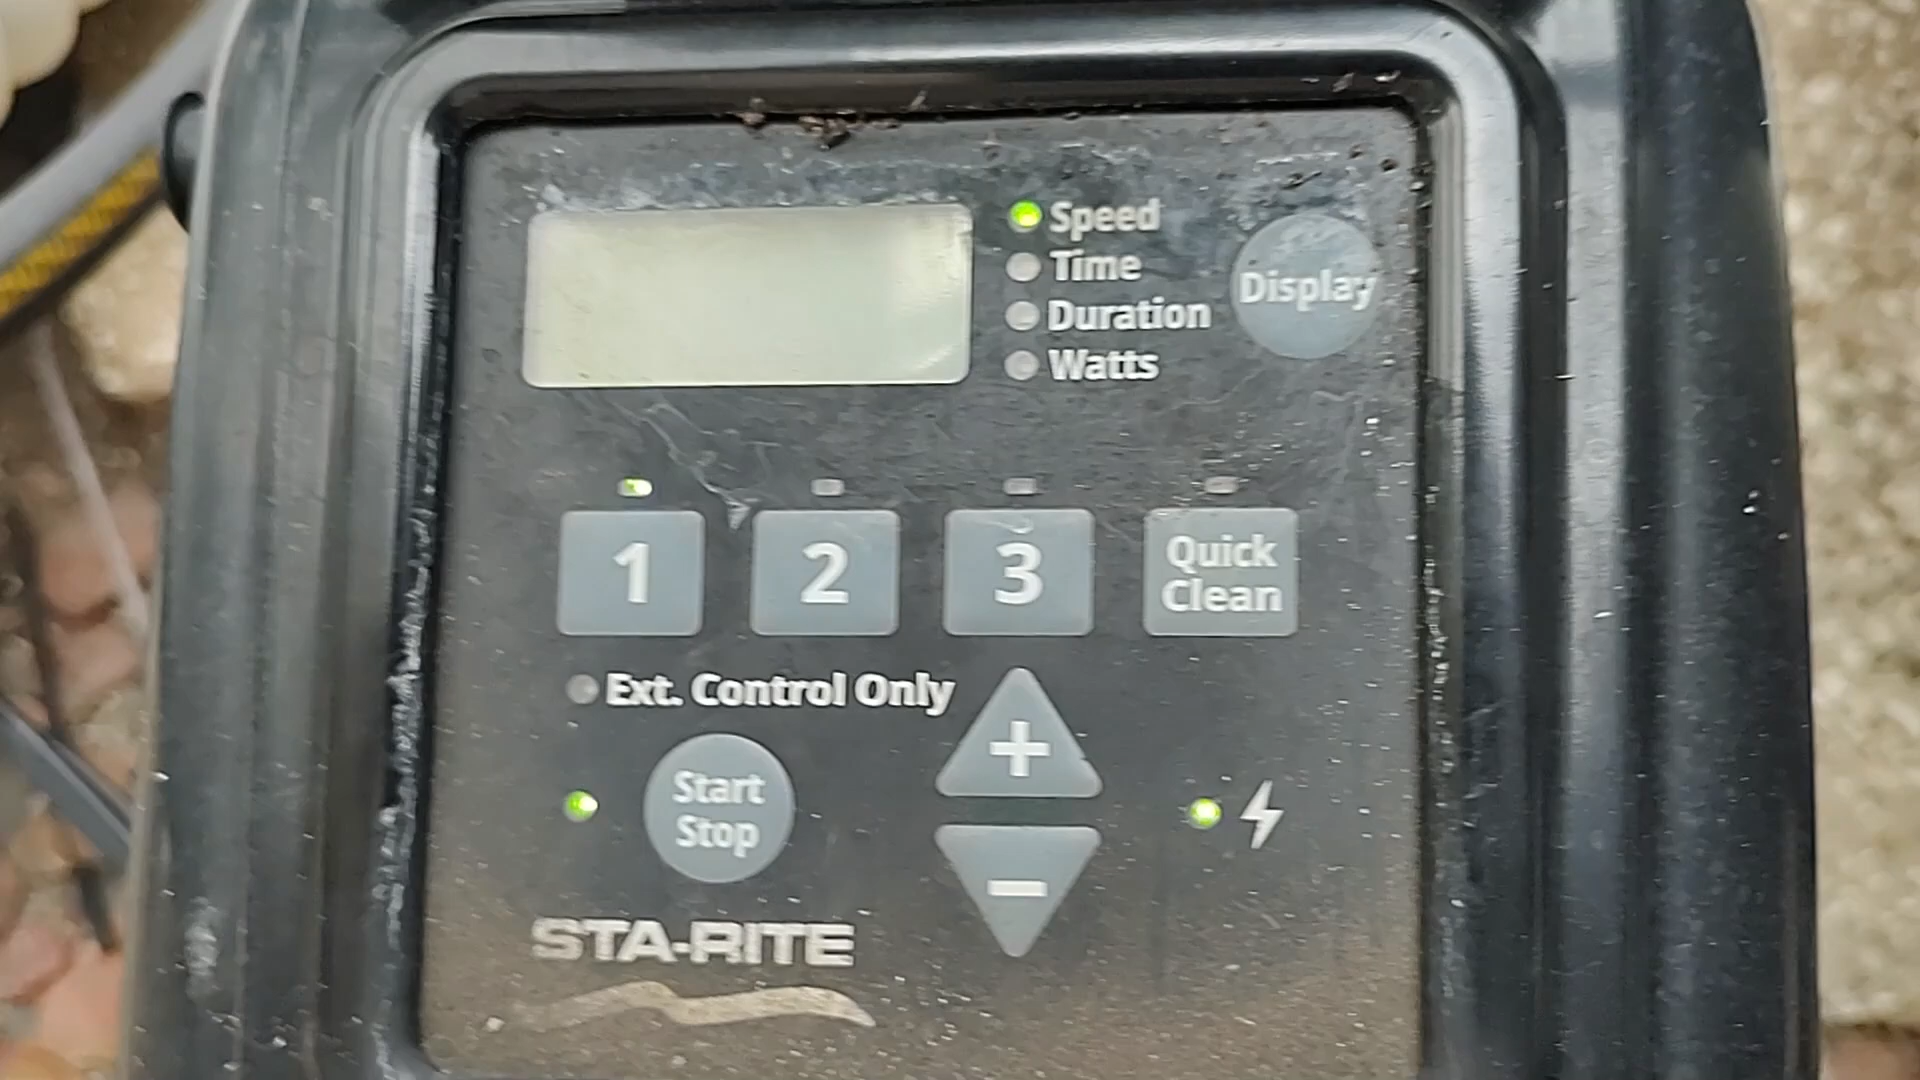 Speed
Time
Duration
Watts
Display
1
2
3
Quick
Clean
Ext. Control Only
Start
Stop
+
-
STA-RITE